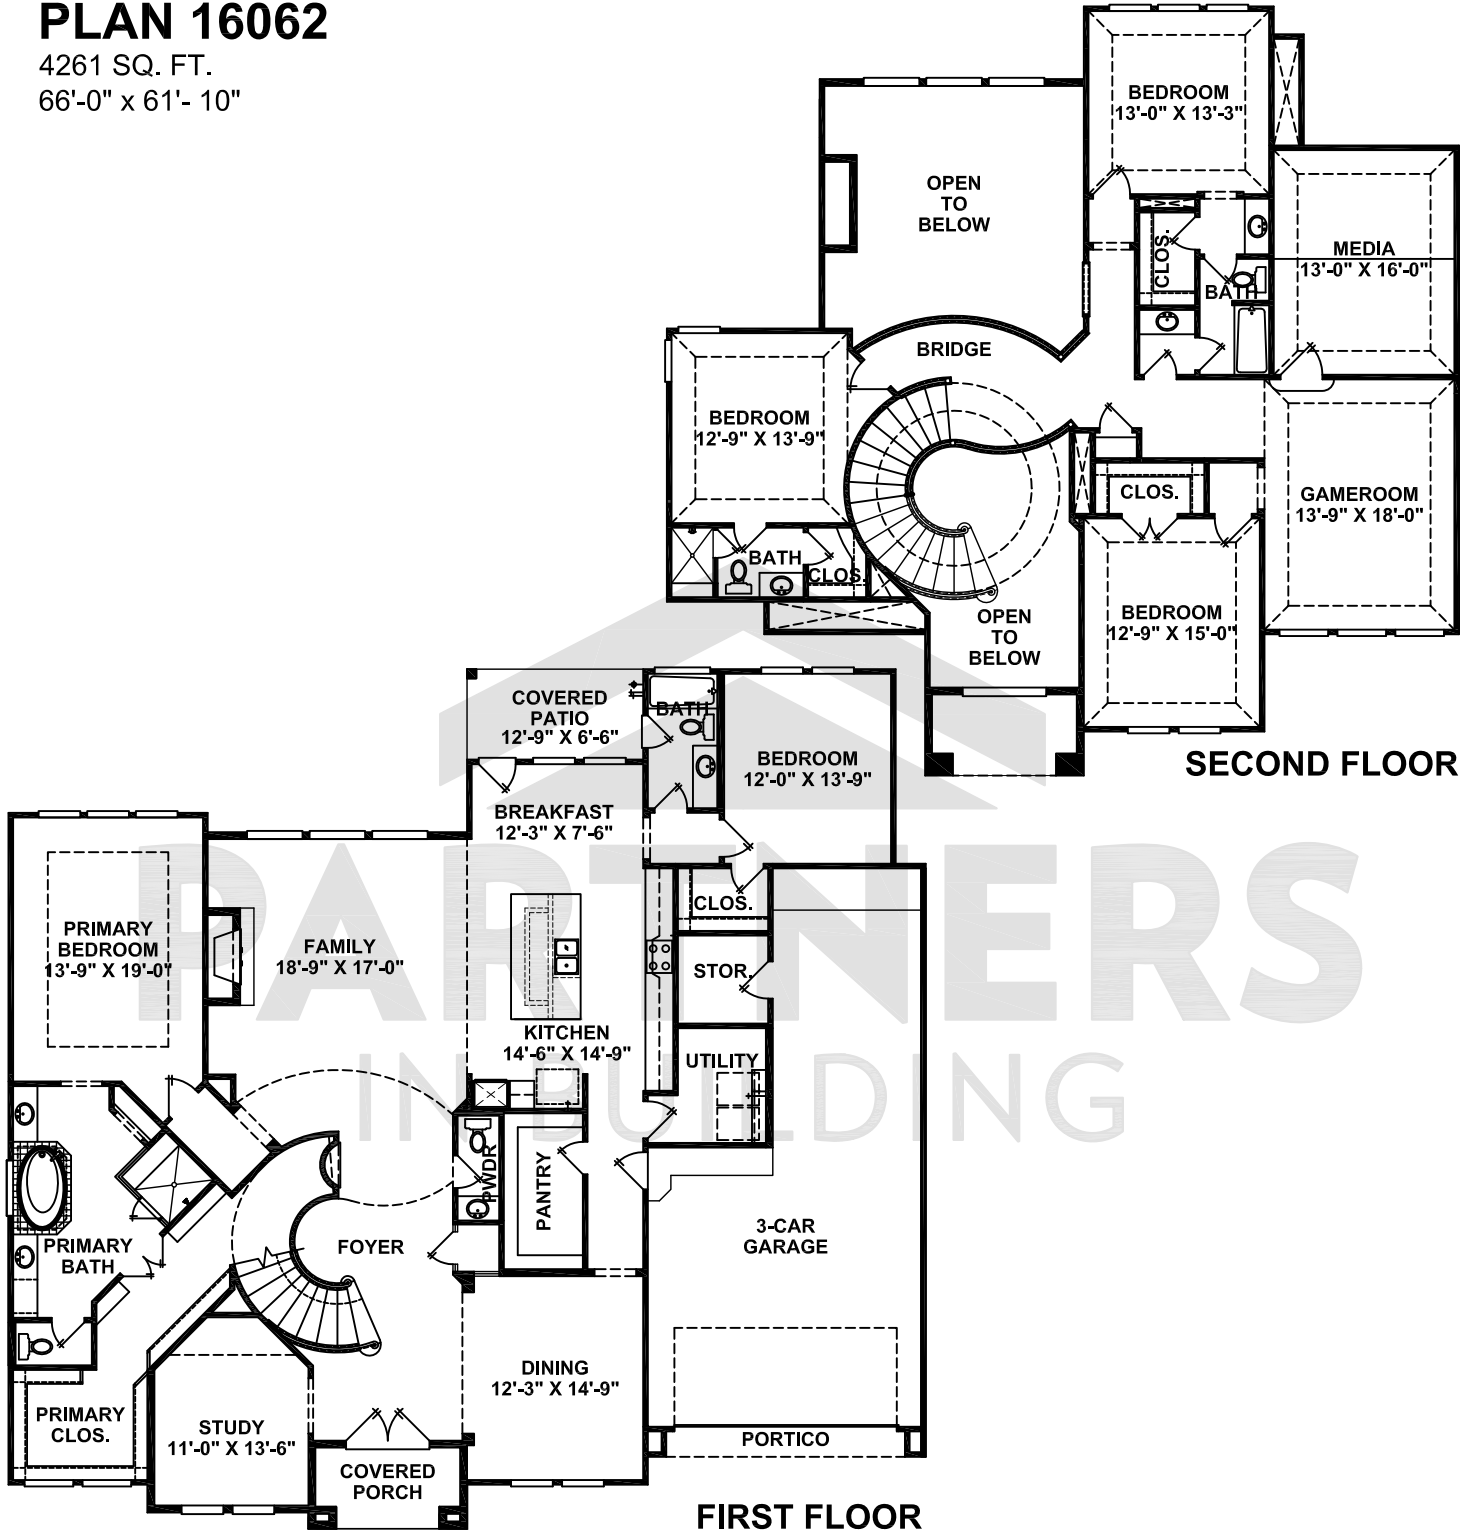 PLAN 16062
4261 SQ. FT.
66'-0" x 61'- 10"
BEDROOM
13'-0" X 13'-3"
OPEN
TO
BELOW
CLOS.
BATH
MEDIA
13'-0" X 16'-0"
BRIDGE
BEDROOM
12'-9" X 13'-9"
BATH
CLOS.
CLOS.
GAMEROOM
13'-9" X 18'-0"
OPEN
TO
BELOW
BEDROOM
12'-9" X 15'-0"
SECOND FLOOR
COVERED
PATIO
12'-9" X 6'-6"
BATH
BEDROOM
12'-0" X 13'-9"
BREAKFAST
12'-3" X 7'-6"
PRIMARY
BEDROOM
13'-9" X 19'-0"
FAMILY
18'-9" X 17'-0"
CLOS.
STOR.
KITCHEN
14'-6" X 14'-9"
UTILITY
PARTNERS
IN BUILDING
PWDR
PANTRY
PRIMARY
BATH
FOYER
3-CAR
GARAGE
DINING
12'-3" X 14'-9"
PRIMARY
CLOS.
STUDY
11'-0" X 13'-6"
COVERED
PORCH
PORTICO
FIRST FLOOR